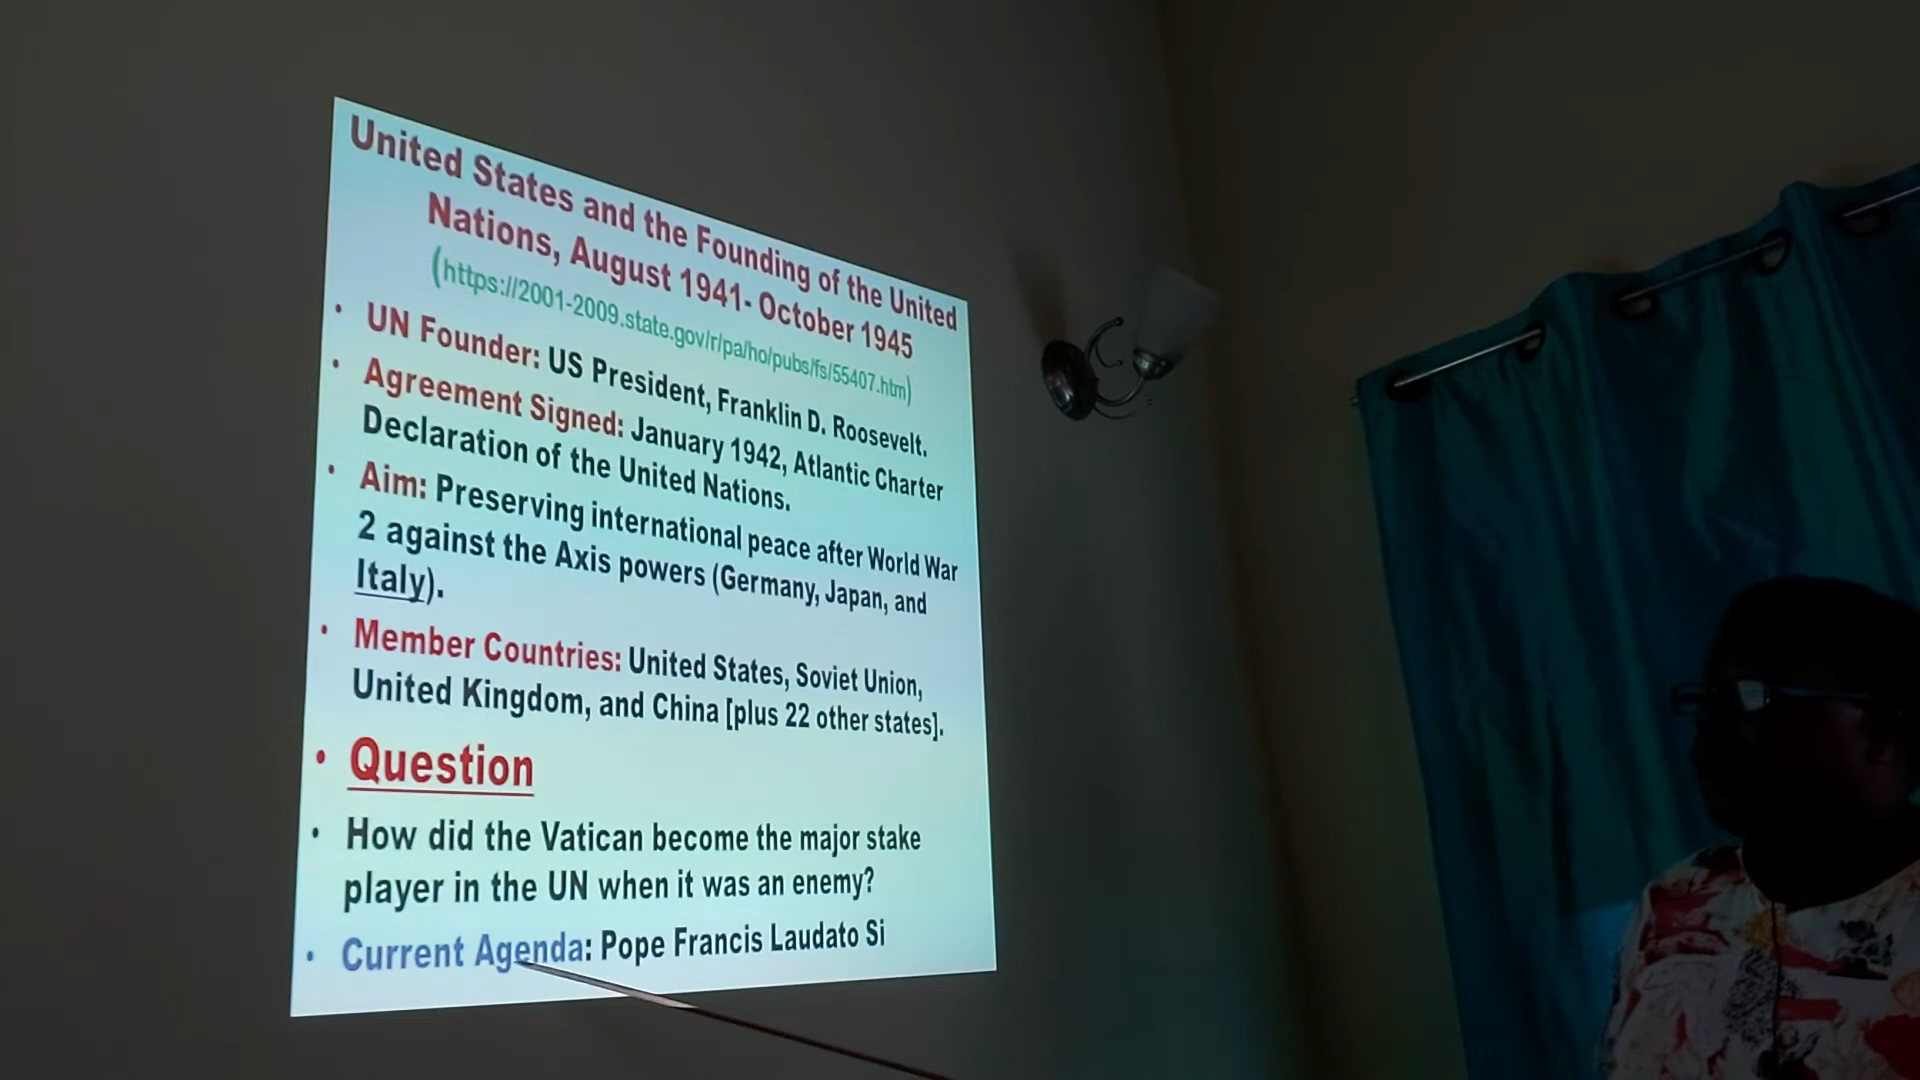 United States and the Founding of the United
Nations, August 1941- October 1945
(https://2001-2009.state.gov/r/pa/ho/pubs/fs/55407.htm)
• UN Founder: US President, Franklin D. Roosevelt.
• Agreement Signed: January 1942, Atlantic Charter
Declaration of the United Nations.
• Aim: Preserving international peace after World War
2 against the Axis powers (Germany, Japan, and
Italy).
• Member Countries: United States, Soviet Union,
United Kingdom, and China [plus 22 other states].
• Question
• How did the Vatican become the major stake
player in the UN when it was an enemy?
• Current Agenda: Pope Francis Laudato Si